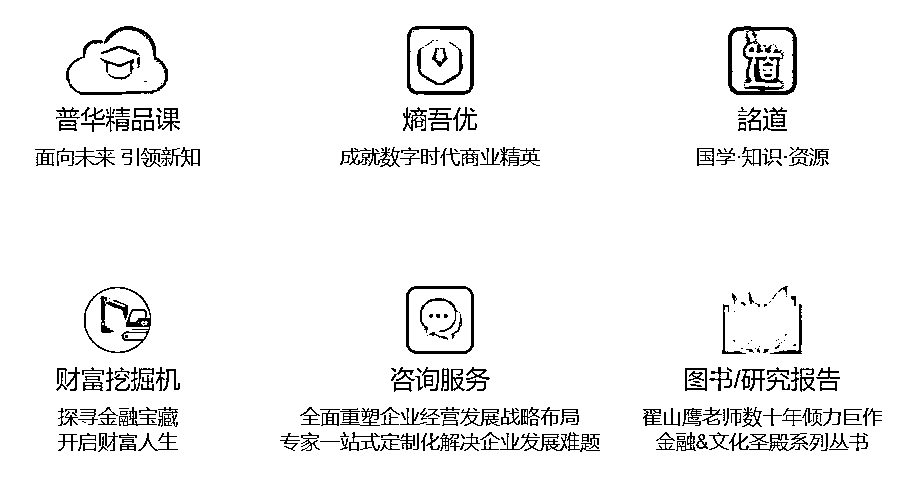 道
普华精品课
熵吾优
詺道
面向未来 引领新知
成就数字时代商业精英
国学·知识·资源
财富挖掘机
咨询服务
图书/研究报告
探寻金融宝藏
开启财富人生
全面重塑企业经营发展战略布局
专家一站式定制化解决企业发展难题
翟山鹰老师数十年倾力巨作
金融&文化圣殿系列丛书